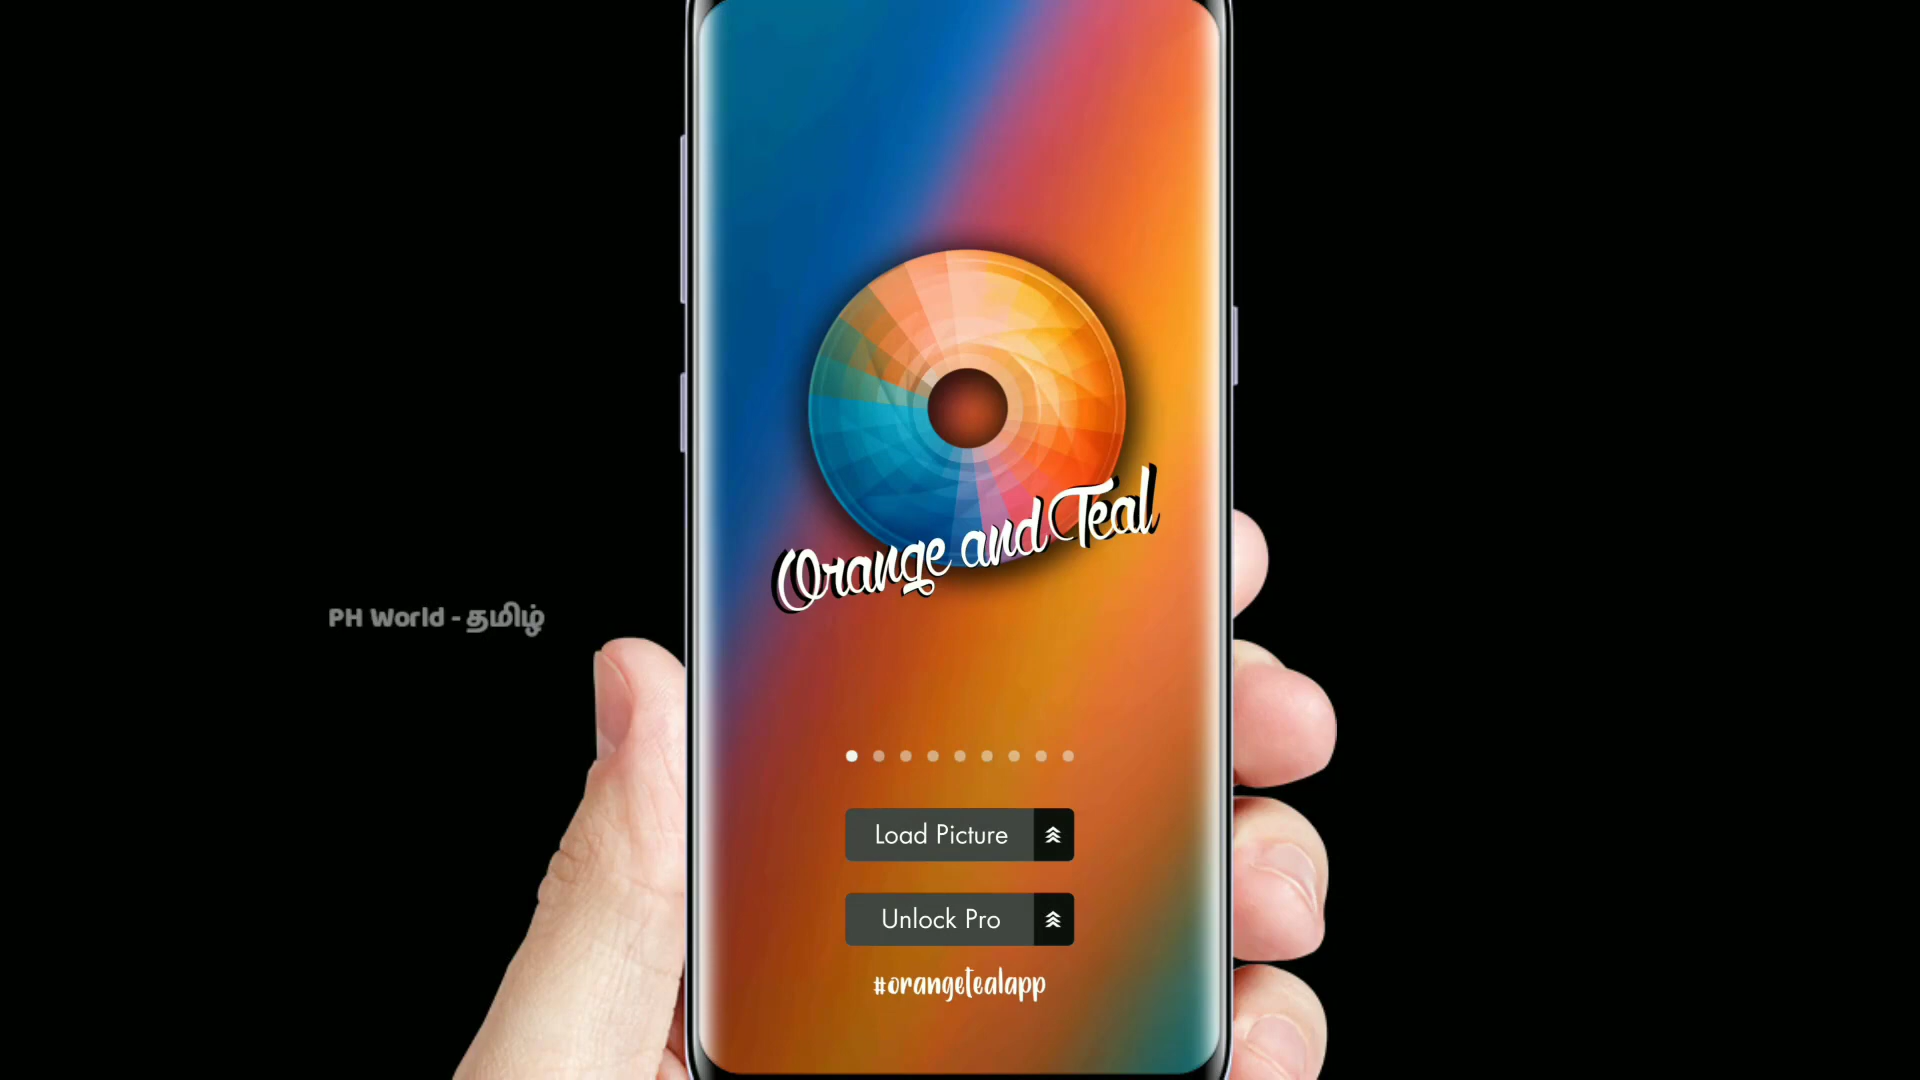 Orange and Teal
PH World - தமிழ்
Load Picture
Unlock Pro
#orangetealapp